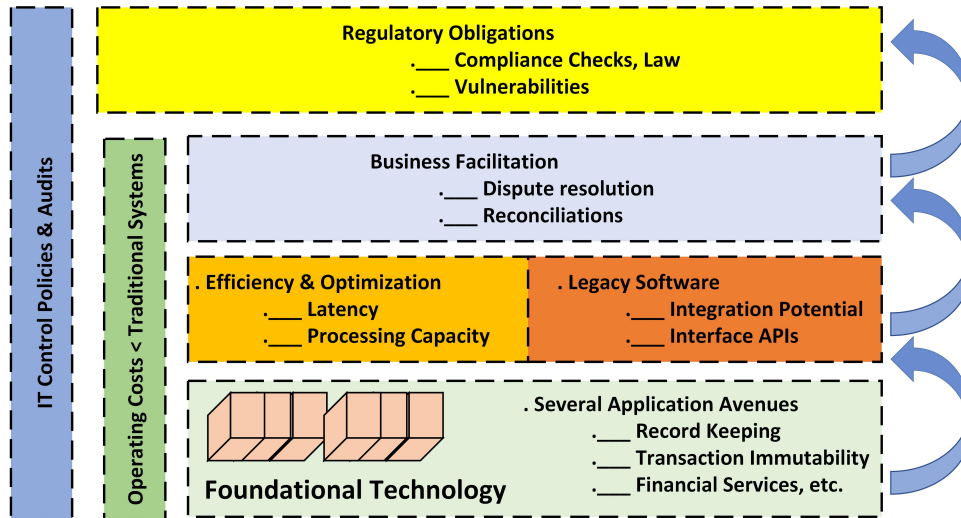 IT Control Policies & Audits
Operating Costs < Traditional Systems
Regulatory Obligations
.___ Compliance Checks, Law
.___ Vulnerabilities
Business Facilitation
.___ Dispute resolution
.___ Reconciliations
. Efficiency & Optimization
.___ Latency
.___ Processing Capacity
. Legacy Software
.___ Integration Potential
.___ Interface APIs
. Several Application Avenues
.___ Record Keeping
.___ Transaction Immutability
.___ Financial Services, etc.
Foundational Technology